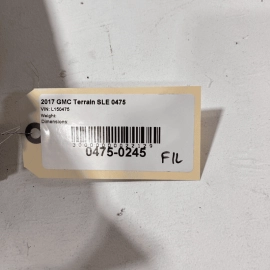 2017 GMC Terrain SLE 0475
VIN: L150475
Weight:
Dimensions:
0475-0245
FIL